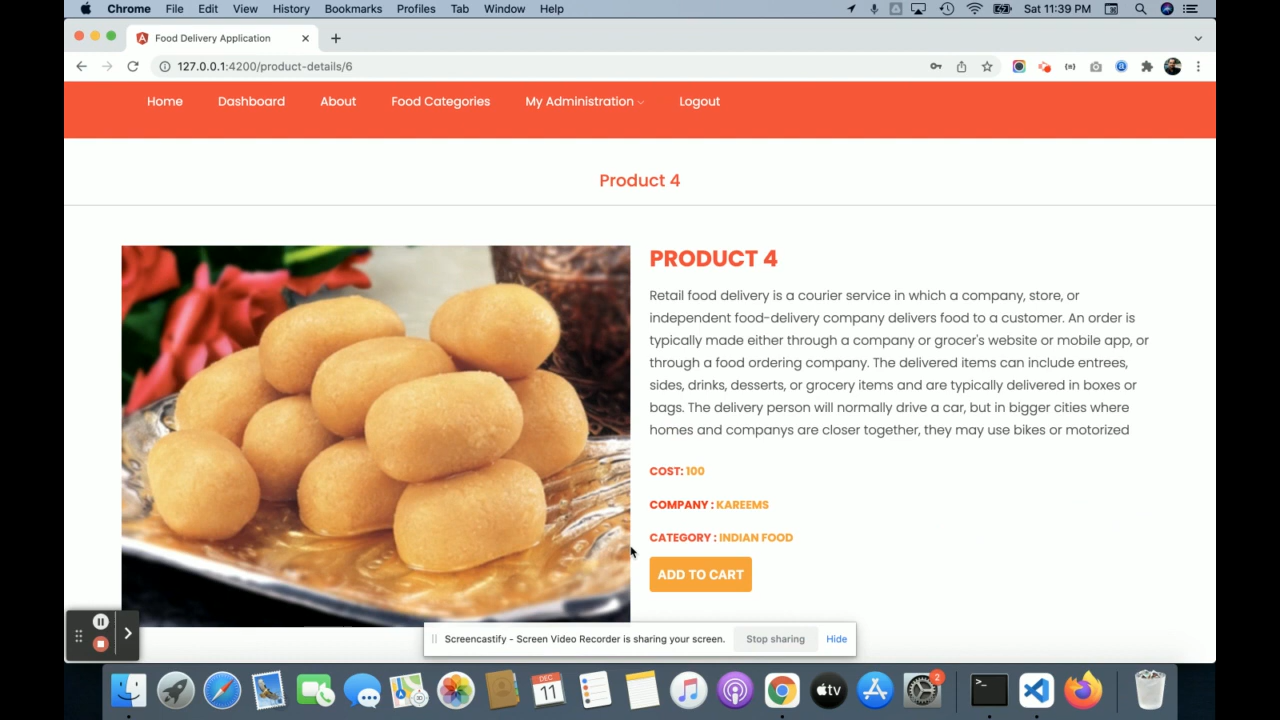 Chrome File Edit View History Bookmarks Profiles Tab Window Help Sat 11:39 PM
Food Delivery Application
127.0.0.1:4200/product-details/6
Home Dashboard About Food Categories My Administration Logout
Product 4
PRODUCT 4
Retail food delivery is a courier service in which a company, store, or
independent food-delivery company delivers food to a customer. An order is
typically made either through a company or grocer's website or mobile app, or
through a food ordering company. The delivered items can include entrees,
sides, drinks, desserts, or grocery items and are typically delivered in boxes or
bags. The delivery person will normally drive a car, but in bigger cities where
homes and companys are closer together, they may use bikes or motorized
COST: 100
COMPANY : KAREEMS
CATEGORY : INDIAN FOOD
ADD TO CART
Screencastify - Screen Video Recorder is sharing your screen. Stop sharing Hide
DEC
11
tv
2